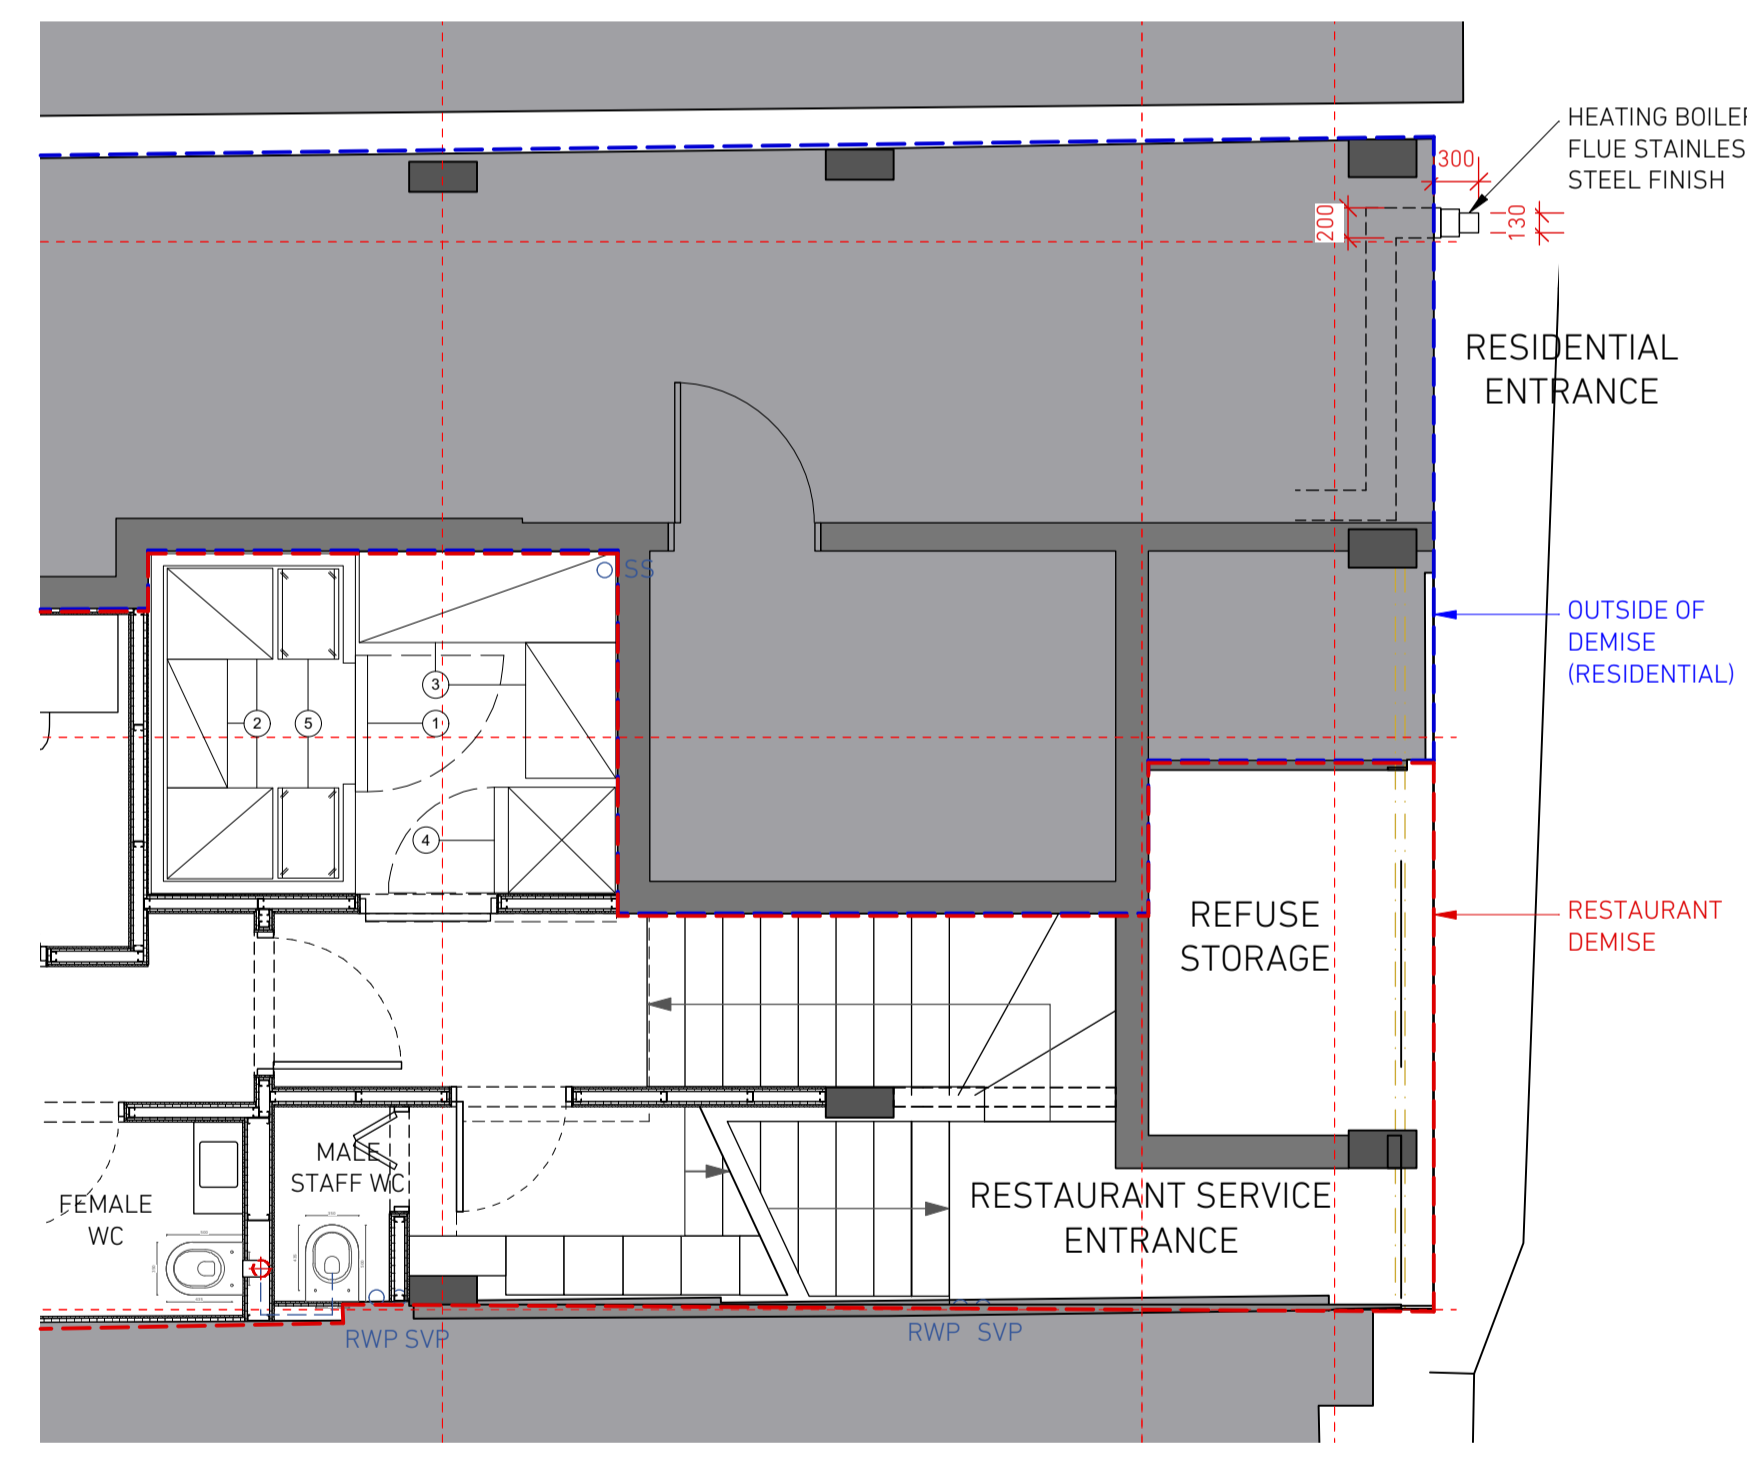 HEATING BOILER
FLUE STAINLES
STEEL FINISH
300
200
130
RESIDENTIAL
ENTRANCE
SS
OUTSIDE OF
DEMISE
(RESIDENTIAL)
3
2
5
1
4
REFUSE
STORAGE
RESTAURANT
DEMISE
MALE
STAFF WC
FEMALE
WC
RESTAURANT SERVICE
ENTRANCE
RWP SVP
RWP SVP